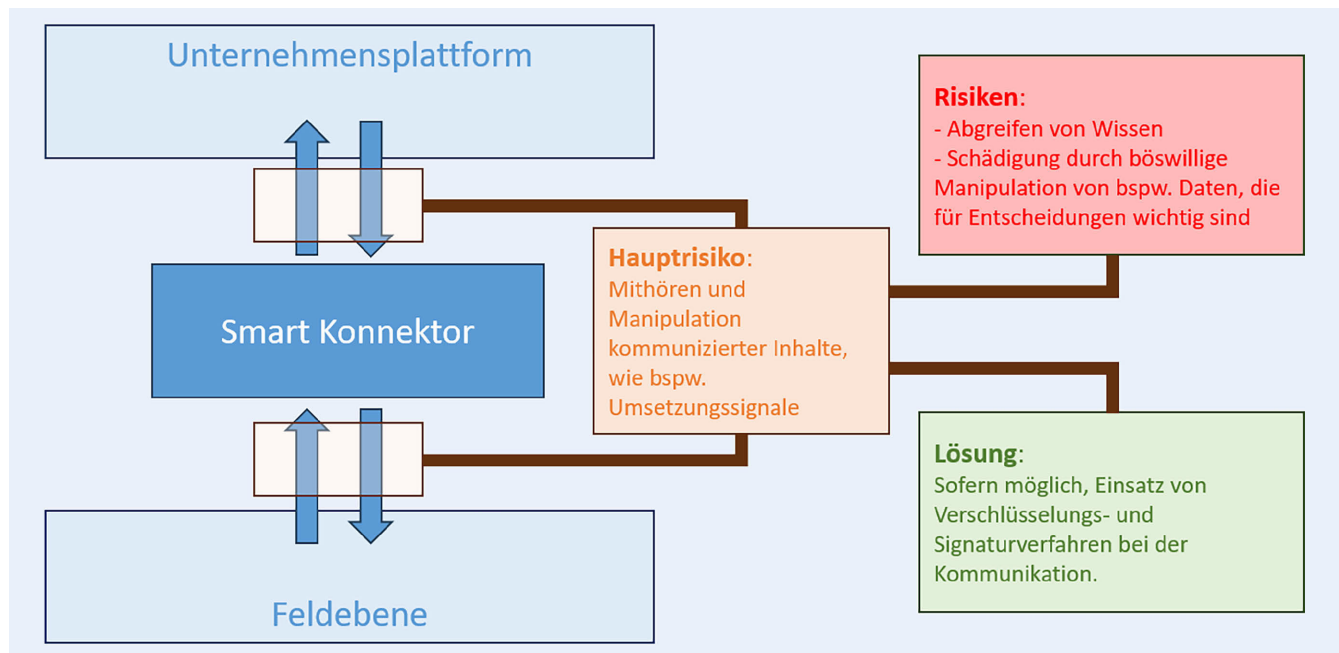 Unternehmensplattform
Smart Konnektor
Feldebene
Hauptrisiko:
Mithören und
Manipulation
kommunizierter Inhalte,
wie bspw.
Umsetzungssignale
Risiken:
- Abgreifen von Wissen
- Schädigung durch böswillige
Manipulation von bspw. Daten, die
für Entscheidungen wichtig sind
Lösung:
Sofern möglich, Einsatz von
Verschlüsselungs- und
Signaturverfahren bei der
Kommunikation.